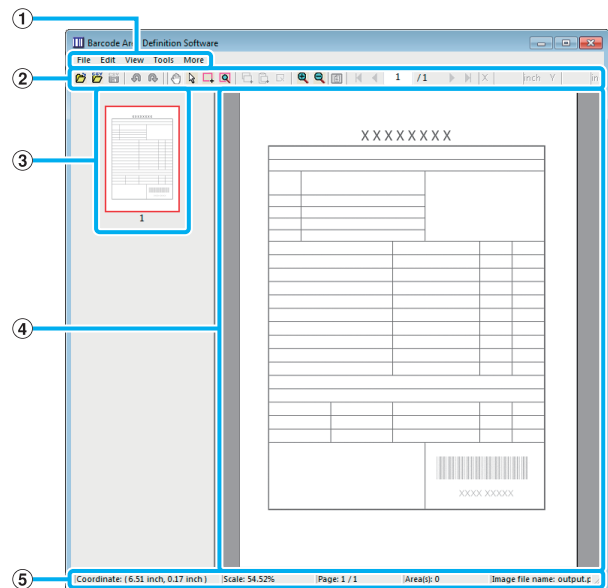 1
Barcode Area Definition Software
File Edit View Tools More
2
1 /1 X inch Y in
XXXXXXXX
3
XXXXXXXX
1
4
XXXX XXXXX
5
Coordinate: ( 6.51 inch, 0.17 inch ) Scale: 54.52% Page: 1 / 1 Area(s): 0 Image file name: output.p